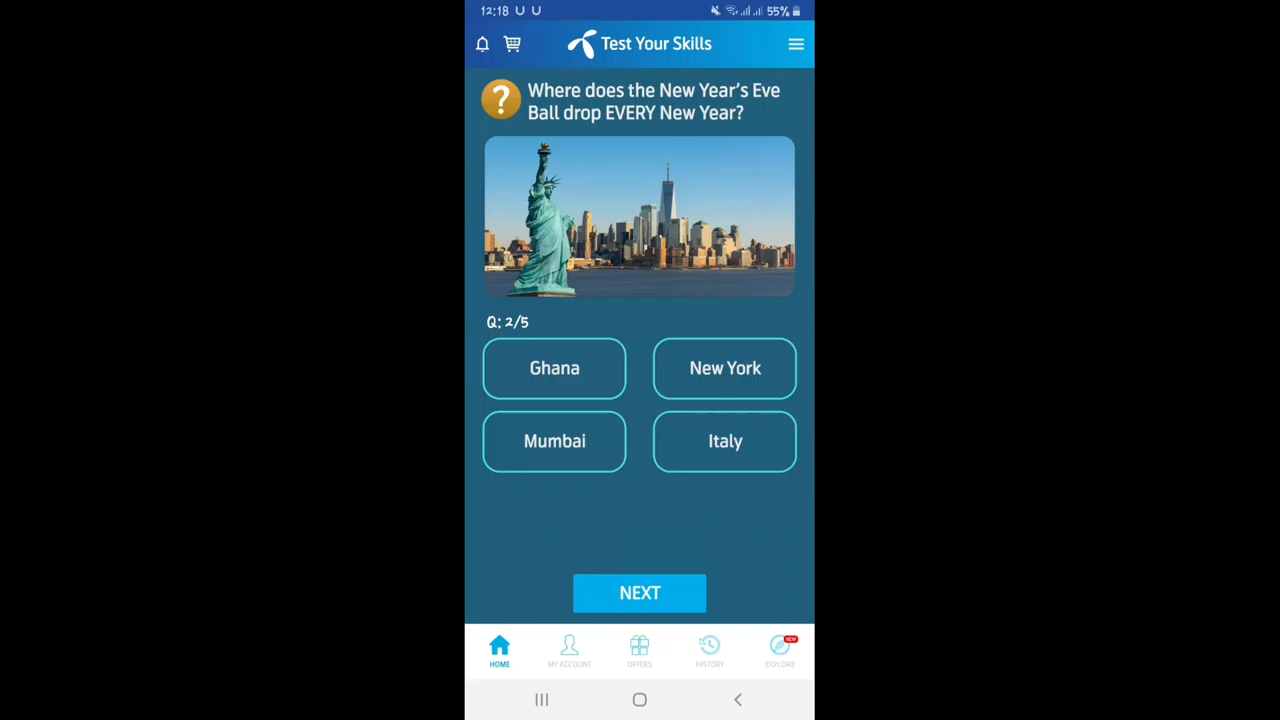 12:18
55%
Test Your Skills
?
Where does the New Year's Eve
Ball drop EVERY New Year?
Q: 2/5
Ghana
New York
Mumbai
Italy
NEXT
NEW
HOME
MY ACCOUNT
OFFERS
HISTORY
EXPLORE